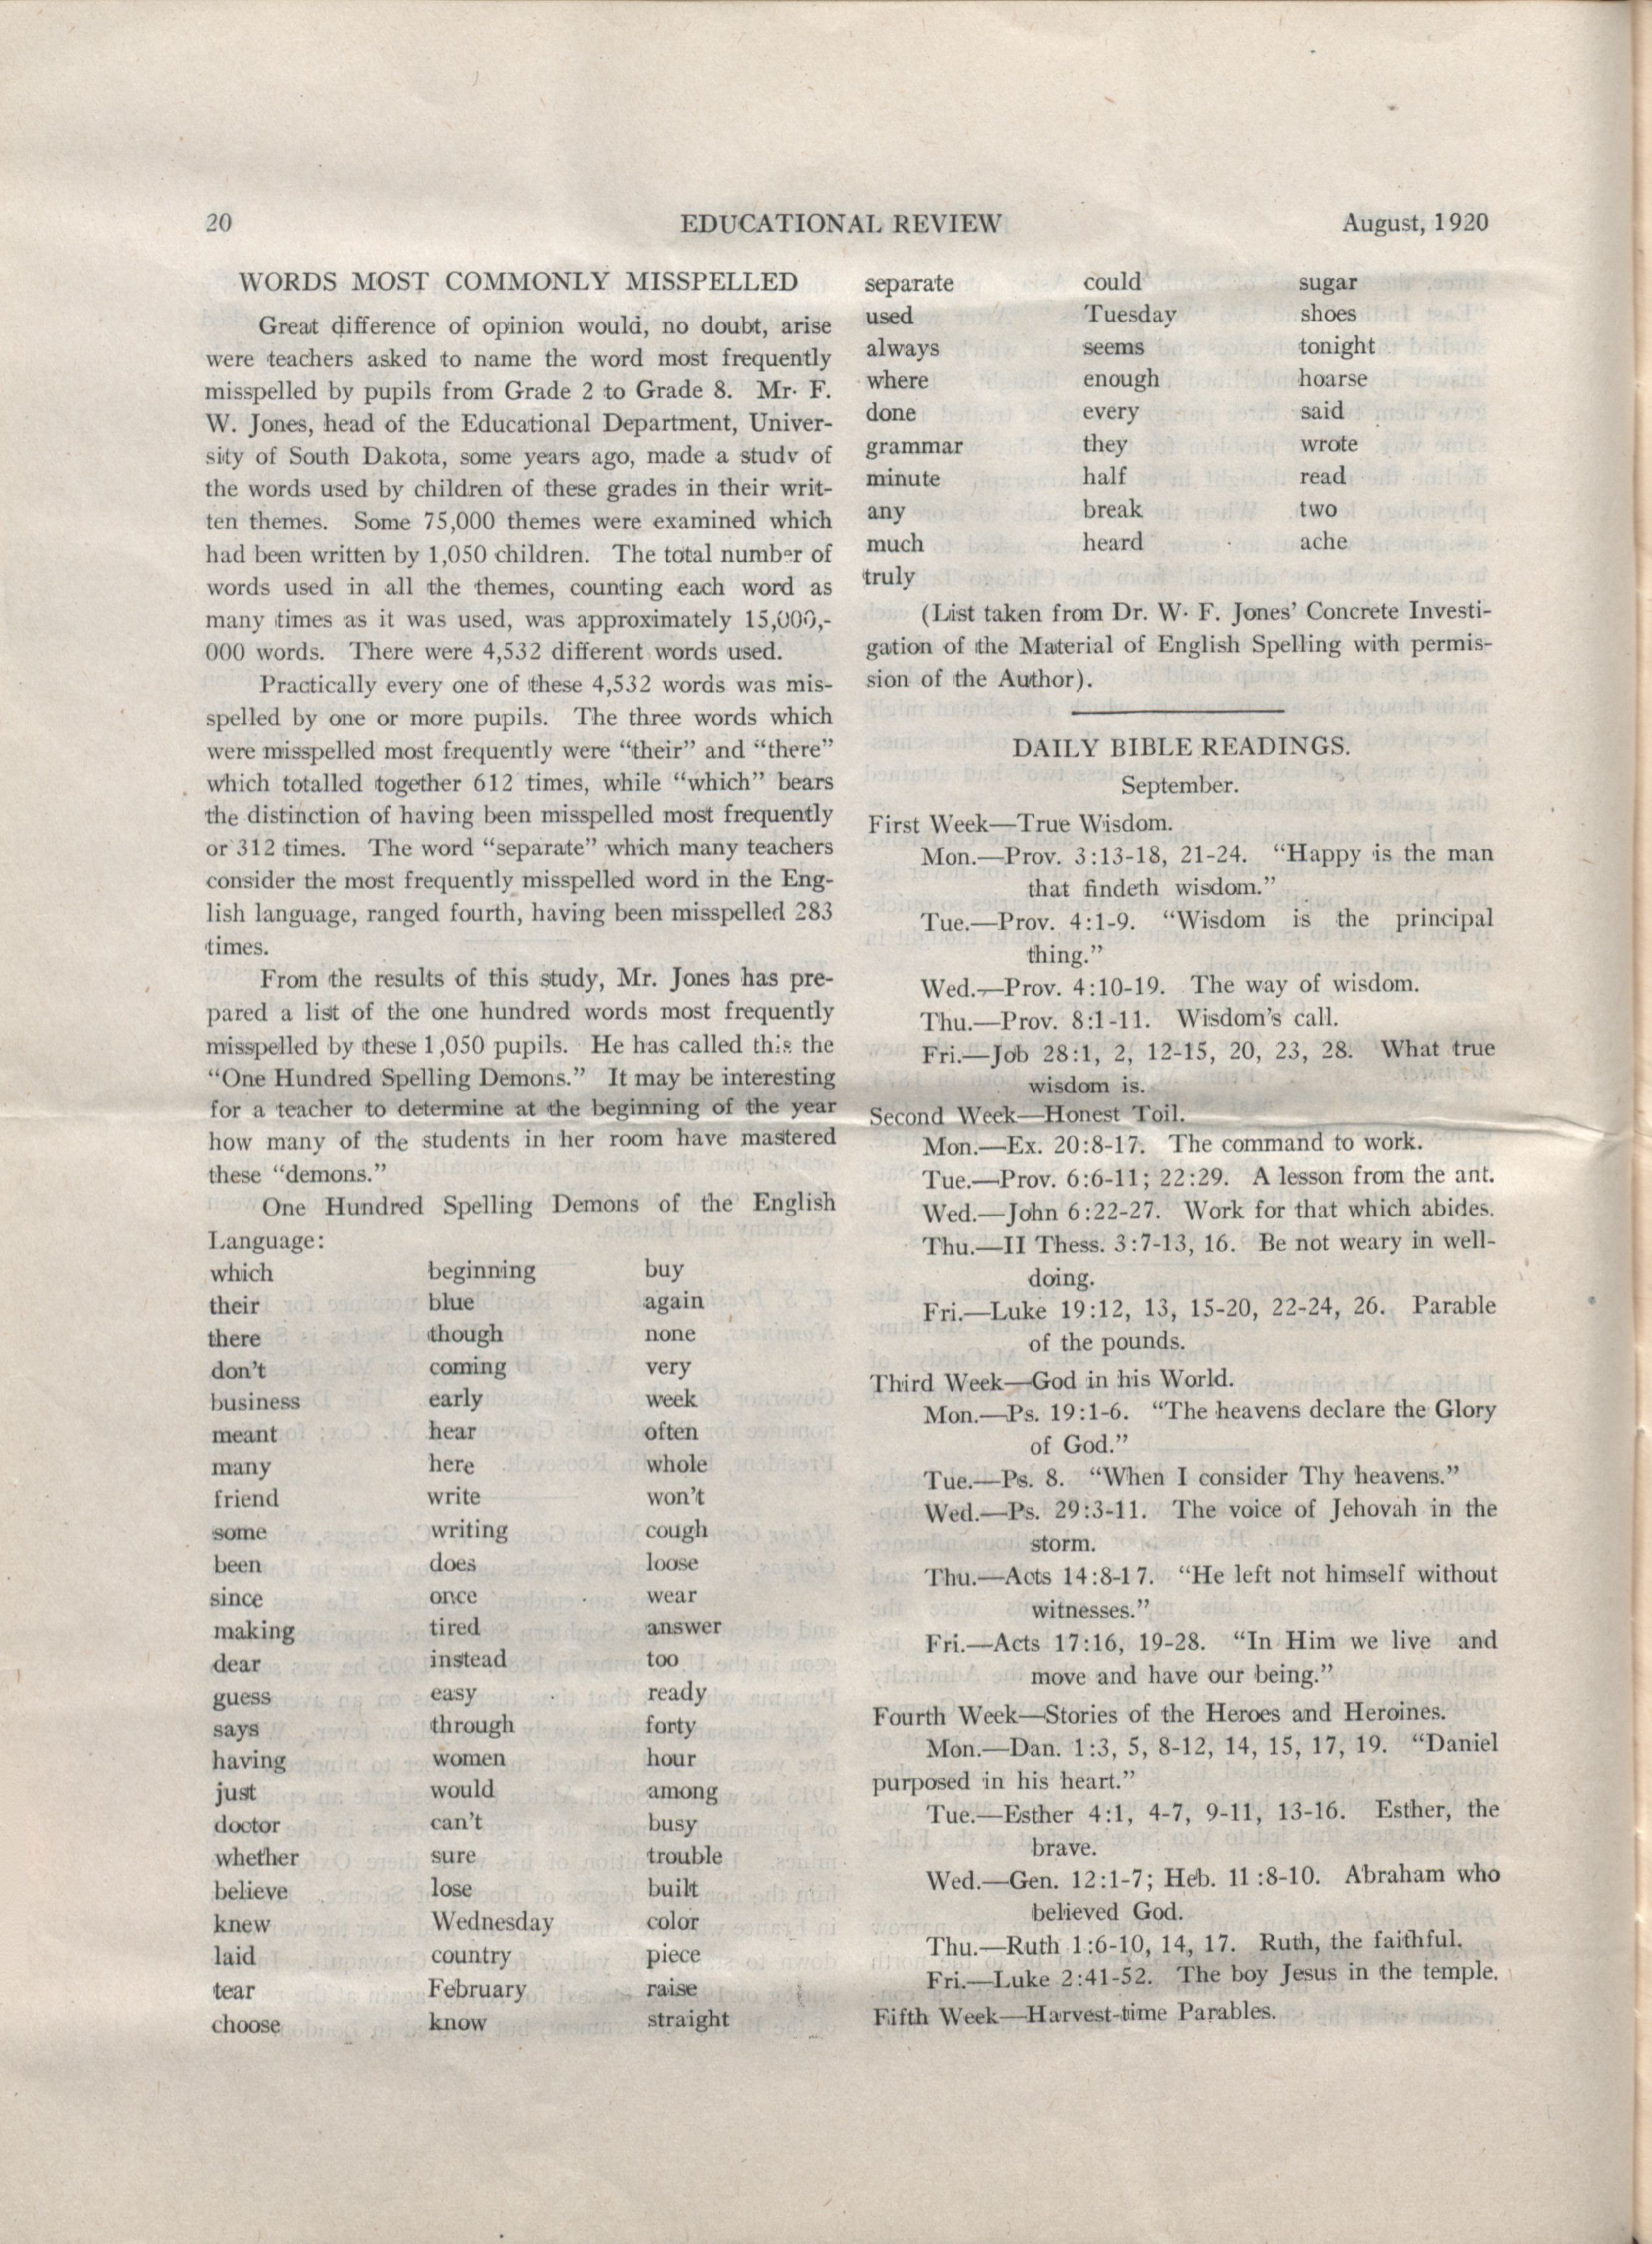 20 EDUCATIONAL REVIEW August, 1920
WORDS MOST COMMONLY MISSPELLED
Great difference of opinion would, no doubt, arise
were teachers asked to name the word most frequently
misspelled by pupils from Grade 2 to Grade 8. Mr. F.
W. Jones, head of the Educational Department, Univer-
sity of South Dakota, some years ago, made a study of
the words used by children of these grades in their writ-
ten themes. Some 75,000 themes were examined which
had been written by 1,050 children. The total number of
words used in all the themes, counting each word as
many times as it was used, was approximately 15,000,-
000 words. There were 4,532 different words used.
Practically every one of these 4,532 words was mis-
spelled by one or more pupils. The three words which
were misspelled most frequently were “their” and “there”
which totalled together 612 times, while “which” bears
the distinction of having been misspelled most frequently
or 312 times. The word “separate” which many teachers
consider the most frequently misspelled word in the Eng-
lish language, ranged fourth, having been misspelled 283
times.
From the results of this study, Mr. Jones has pre-
pared a list of the one hundred words most frequently
misspelled by these 1,050 pupils. He has called this the
“One Hundred Spelling Demons.” It may be interesting
for a teacher to determine at the beginning of the year
how many of the students in her room have mastered
these “demons.”
One Hundred Spelling Demons of the English
Language:
which beginning buy
their blue again
there though none
don't coming very
business early week
meant hear often
many here whole
friend write won't
some writing cough
been does loose
since once wear
making tired answer
dear instead too
guess easy ready
says through forty
having women hour
just would among
doctor can't busy
whether sure trouble
believe lose built
knew Wednesday color
laid country piece
tear February raise
choose know straight
separate could sugar
used Tuesday shoes
always seems tonight
where enough hoarse
done every said
grammar they wrote
minute half read
any break two
much heard ache
truly
(List taken from Dr. W. F. Jones' Concrete Investi-
gation of the Material of English Spelling with permis-
sion of the Author).
DAILY BIBLE READINGS.
September.
First Week—True Wisdom.
Mon.—Prov. 3:13-18, 21-24. “Happy is the man
that findeth wisdom.”
Tue.—Prov. 4:1-9. “Wisdom is the principal
thing.”
Wed.—Prov. 4:10-19. The way of wisdom.
Thu.—Prov. 8:1-11. Wisdom's call.
Fri.—Job 28:1, 2, 12-15, 20, 23, 28. What true
wisdom is.
Second Week—Honest Toil.
Mon.—Ex. 20:8-17. The command to work.
Tue.—Prov. 6:6-11; 22:29. A lesson from the ant.
Wed.—John 6:22-27. Work for that which abides.
Thu.—II Thess. 3:7-13, 16. Be not weary in well-
doing.
Fri.—Luke 19:12, 13, 15-20, 22-24, 26. Parable
of the pounds.
Third Week—God in his World.
Mon.—Ps. 19:1-6. “The heavens declare the Glory
of God.”
Tue.—Ps. 8. “When I consider Thy heavens.”
Wed.—Ps. 29:3-11. The voice of Jehovah in the
storm.
Thu.—Acts 14:8-17. “He left not himself without
witnesses.”
Fri.—Acts 17:16, 19-28. “In Him we live and
move and have our being.”
Fourth Week—Stories of the Heroes and Heroines.
Mon.—Dan. 1:3, 5, 8-12, 14, 15, 17, 19. “Daniel
purposed in his heart.”
Tue.—Esther 4:1, 4-7, 9-11, 13-16. Esther, the
brave.
Wed.—Gen. 12:1-7; Heb. 11:8-10. Abraham who
believed God.
Thu.—Ruth 1:6-10, 14, 17. Ruth, the faithful.
Fri.—Luke 2:41-52. The boy Jesus in the temple.
Fifth Week—Harvest-time Parables.